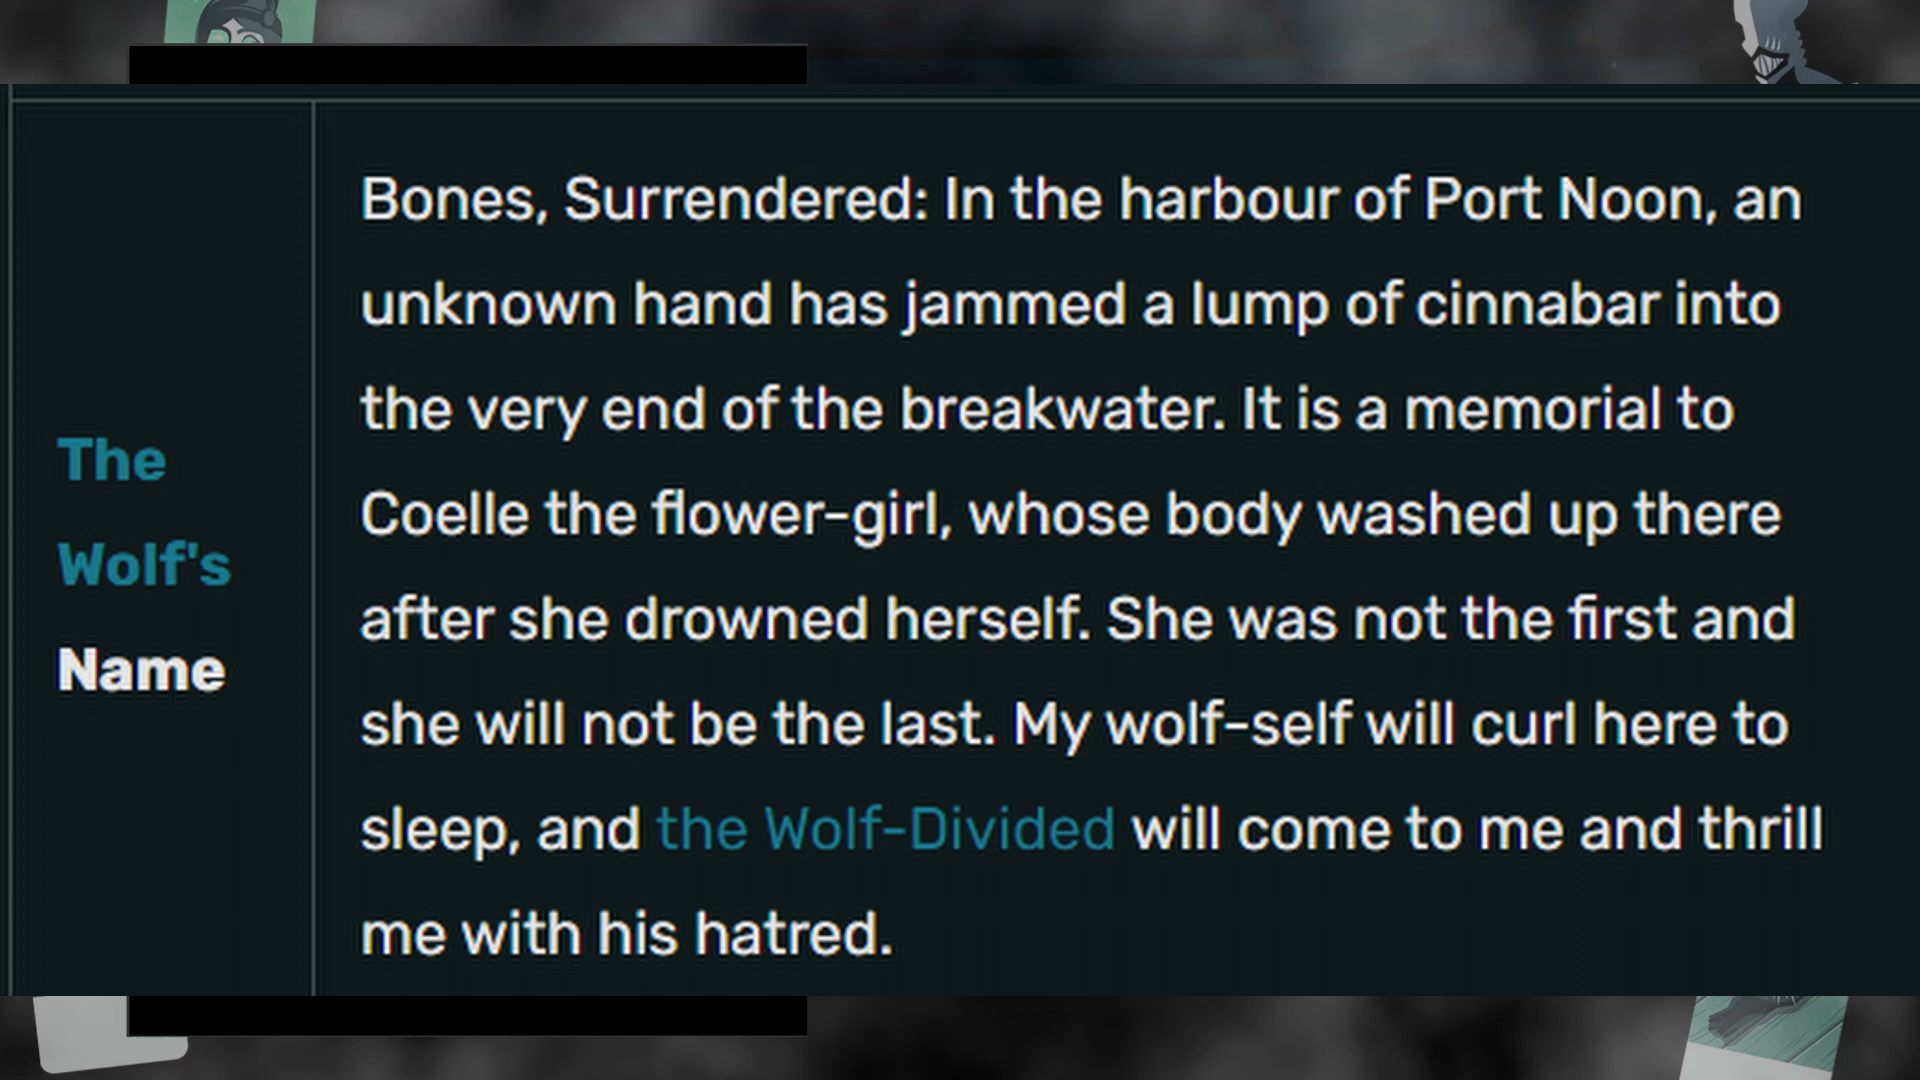 The
Wolf's
Name
Bones, Surrendered: In the harbour of Port Noon, an
unknown hand has jammed a lump of cinnabar into
the very end of the breakwater. It is a memorial to
Coelle the flower-girl, whose body washed up there
after she drowned herself. She was not the first and
she will not be the last. My wolf-self will curl here to
sleep, and the Wolf-Divided will come to me and thrill
me with his hatred.